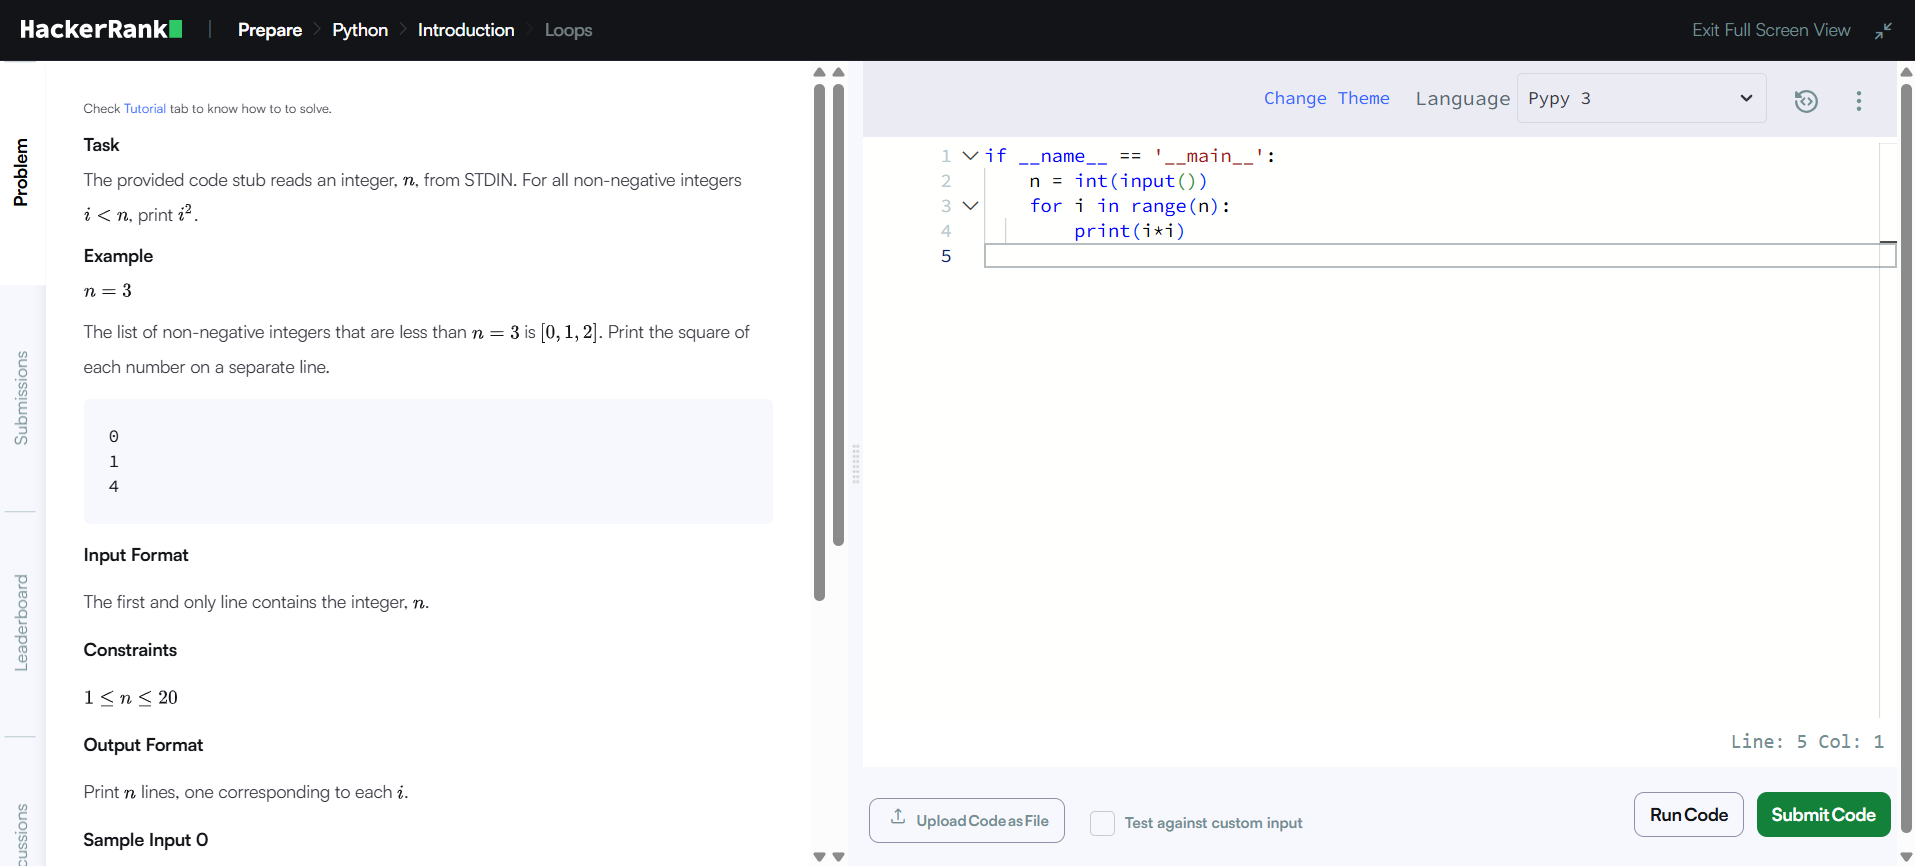 HackerRank
Prepare
Python
Introduction
Loops
Exit Full Screen View
Problem
Submissions
Leaderboard
Check Tutorial tab to know how to to solve.
Task
The provided code stub reads an integer, n, from STDIN. For all non-negative integers
i < n, print i².
Example
n = 3
The list of non-negative integers that are less than n = 3 is [0, 1, 2]. Print the square of
each number on a separate line.
0
1
4
Input Format
The first and only line contains the integer, n.
Constraints
1 ≤ n ≤ 20
Output Format
Print n lines, one corresponding to each i.
Sample Input 0
Change Theme
Language
Pypy 3
1 if __name__ == '__main__':
2     n = int(input())
3     for i in range(n):
4         print(i*i)
5
Line: 5 Col: 1
Upload Code as File
Test against custom input
Run Code
Submit Code